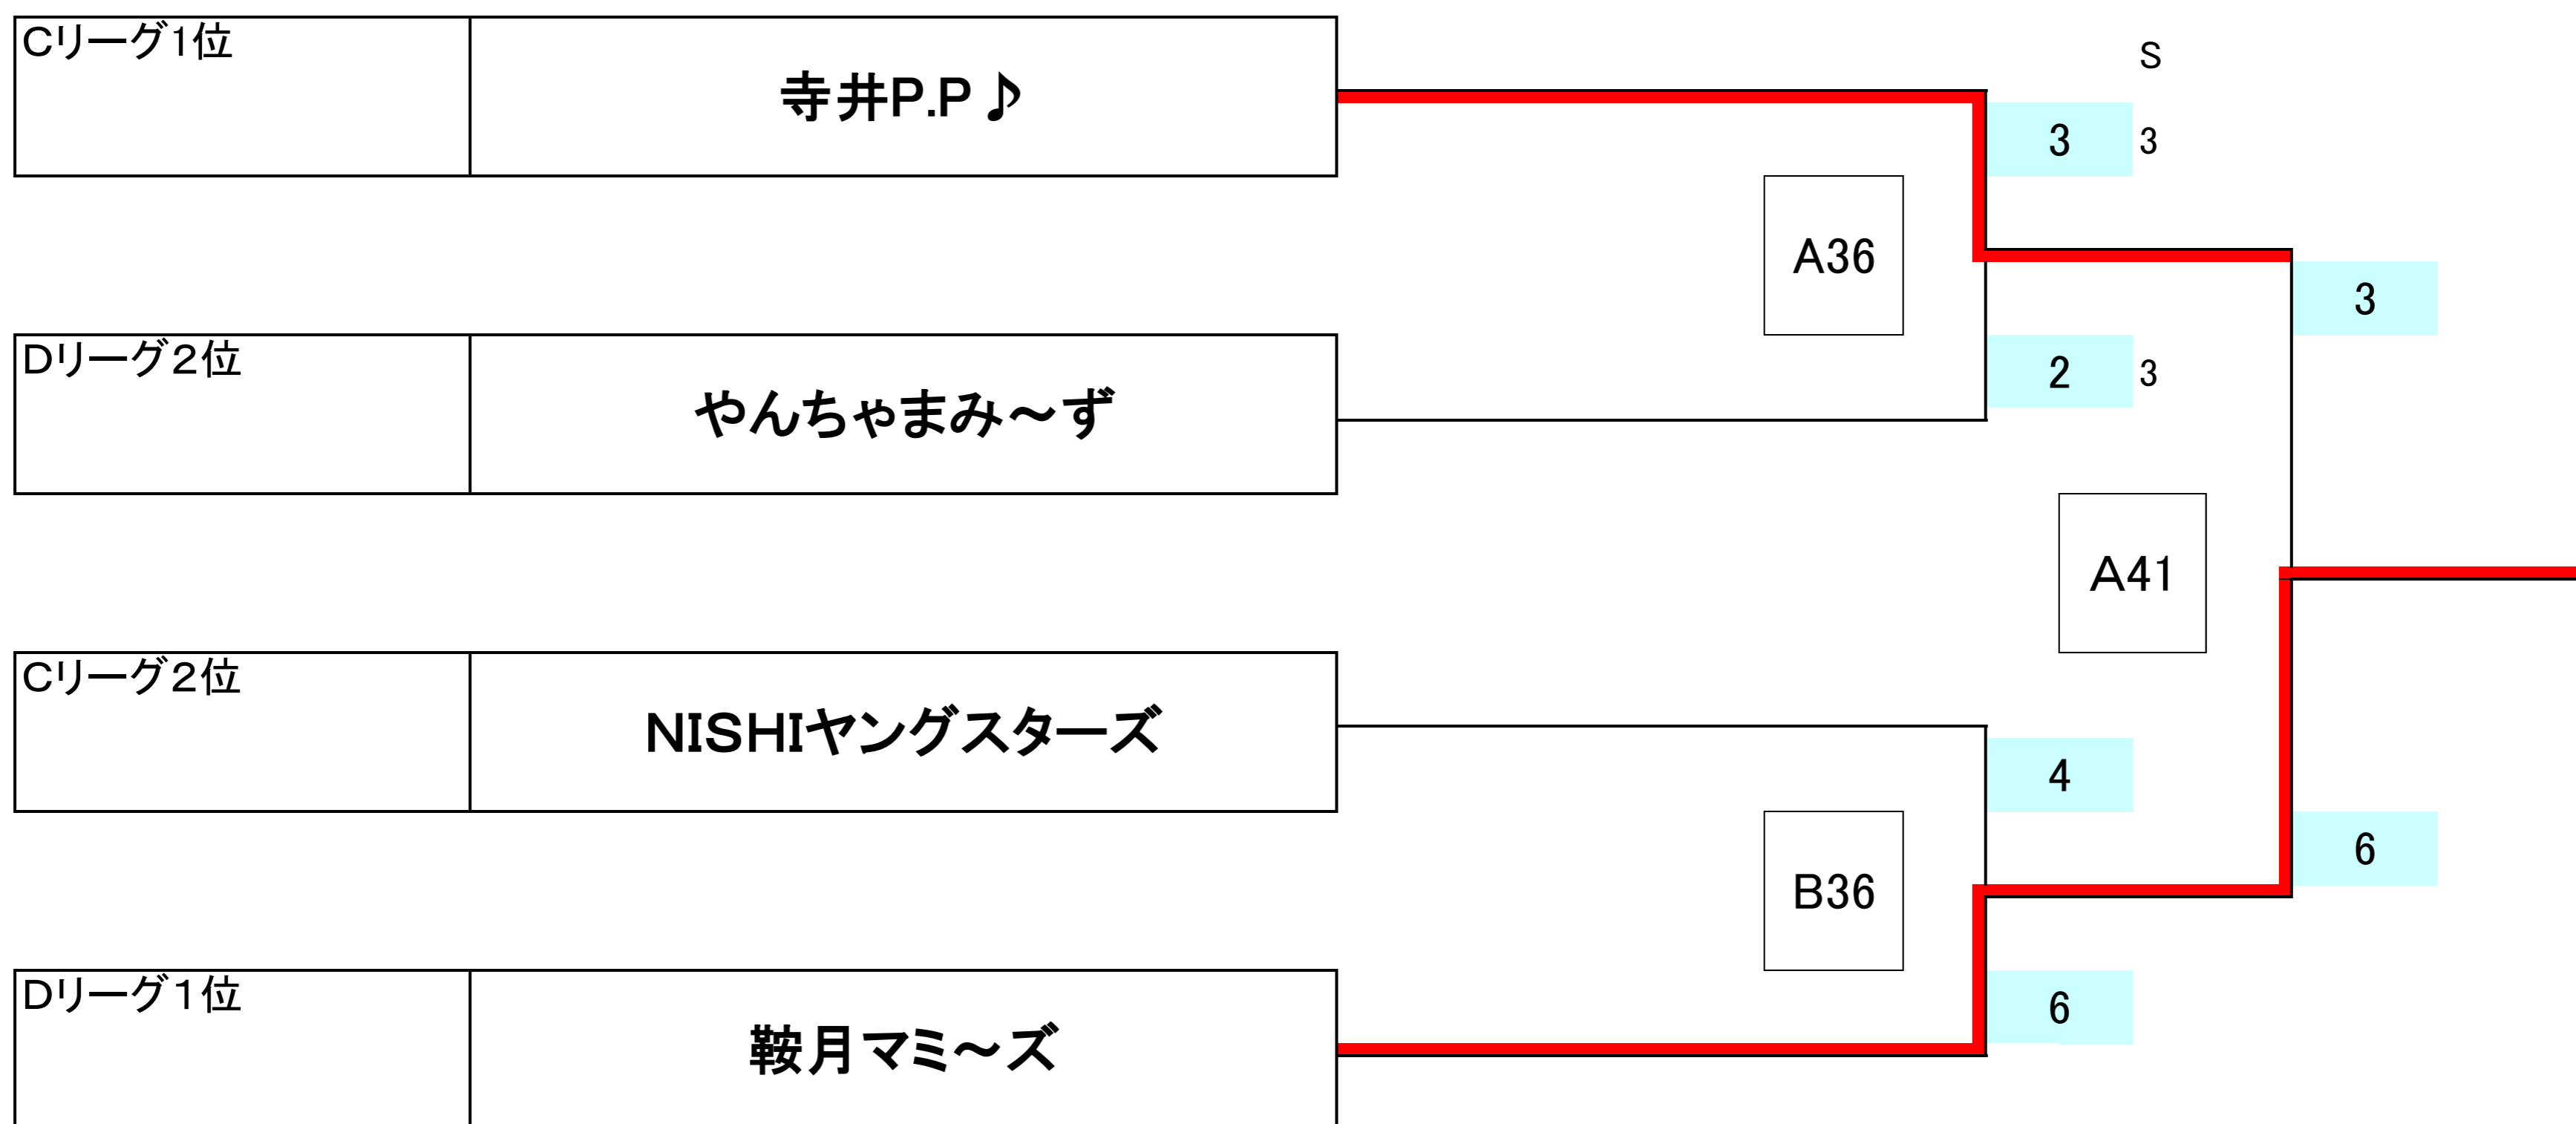 Cリーグ1位
寺井P.P♪
S
3
3
A36
3
Dリーグ２位
やんちゃまみ～ず
2
3
A41
Cリーグ２位
NISHIヤングスターズ
4
B36
6
Dリーグ１位
鞍月マミ～ズ
6